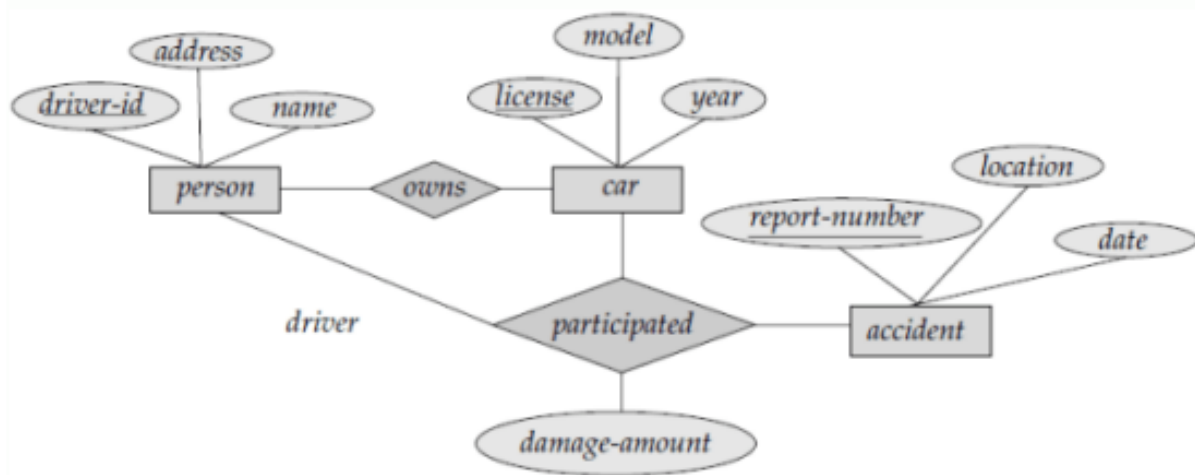 model
address
driver-id
name
license
year
person
owns
car
location
report-number
date
driver
participated
accident
damage-amount